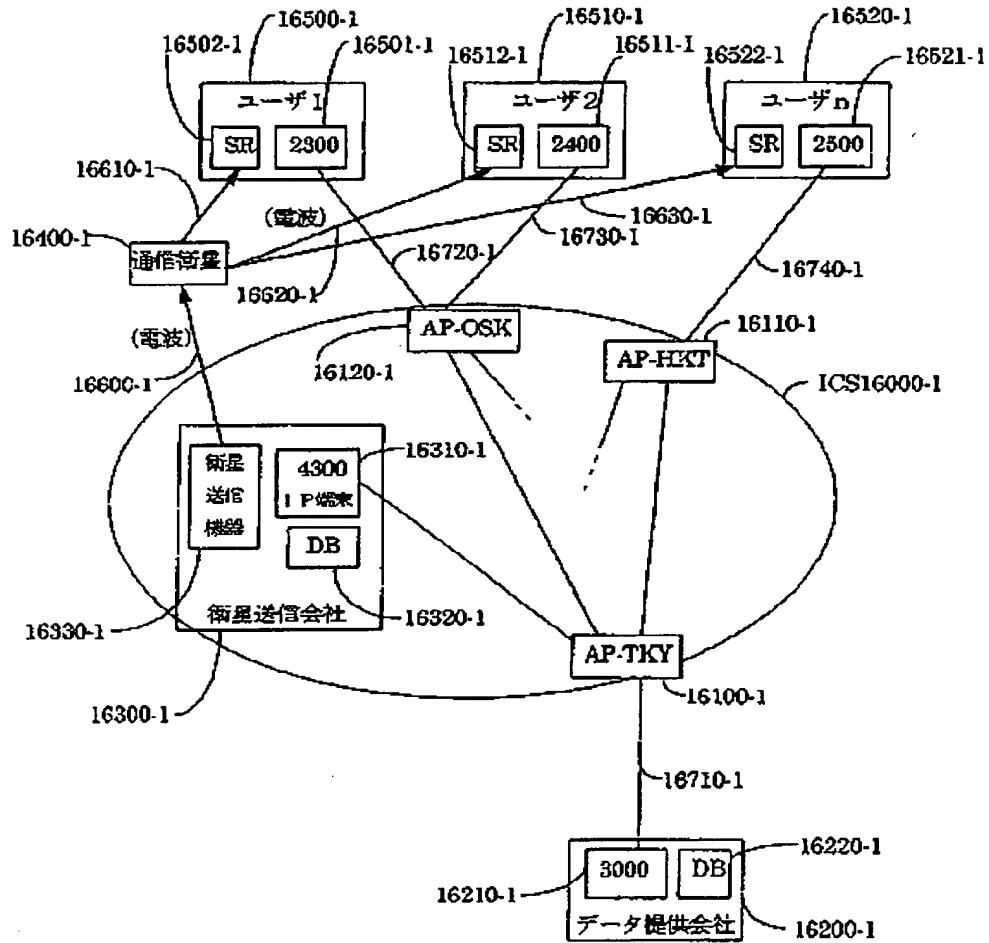 16500-1
16510-1
16520-1
16502-1
16501-1
16512-1
16511-1
16522-1
16521-1
ユーザ1
ユーザ2
ユーザn
SR
2300
SR
2400
SR
2500
16610-1
(電波)
16630-1
16400-1
16730-1
通信衛星
16720-1
16740-1
16620-1
(電波)
AP-OSK
16110-1
16600-1
16120-1
AP-HKT
ICS16000-1
衛星
送信
機器
4300
IP端末
16310-1
DB
衛星送信会社
16320-1
16330-1
AP-TKY
16300-1
16100-1
16710-1
16220-1
3000
DB
16210-1
データ提供会社
16200-1